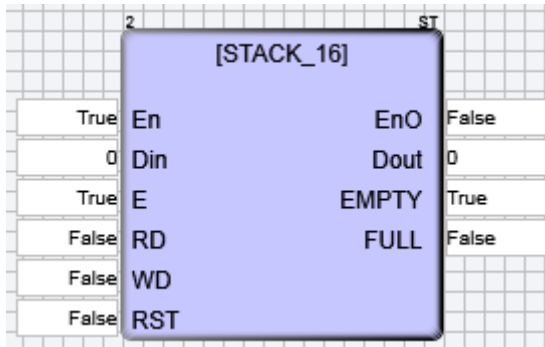 2 ST
[STACK_16]
True En EnO False
0 Din Dout 0
True E EMPTY True
False RD FULL False
False WD
False RST